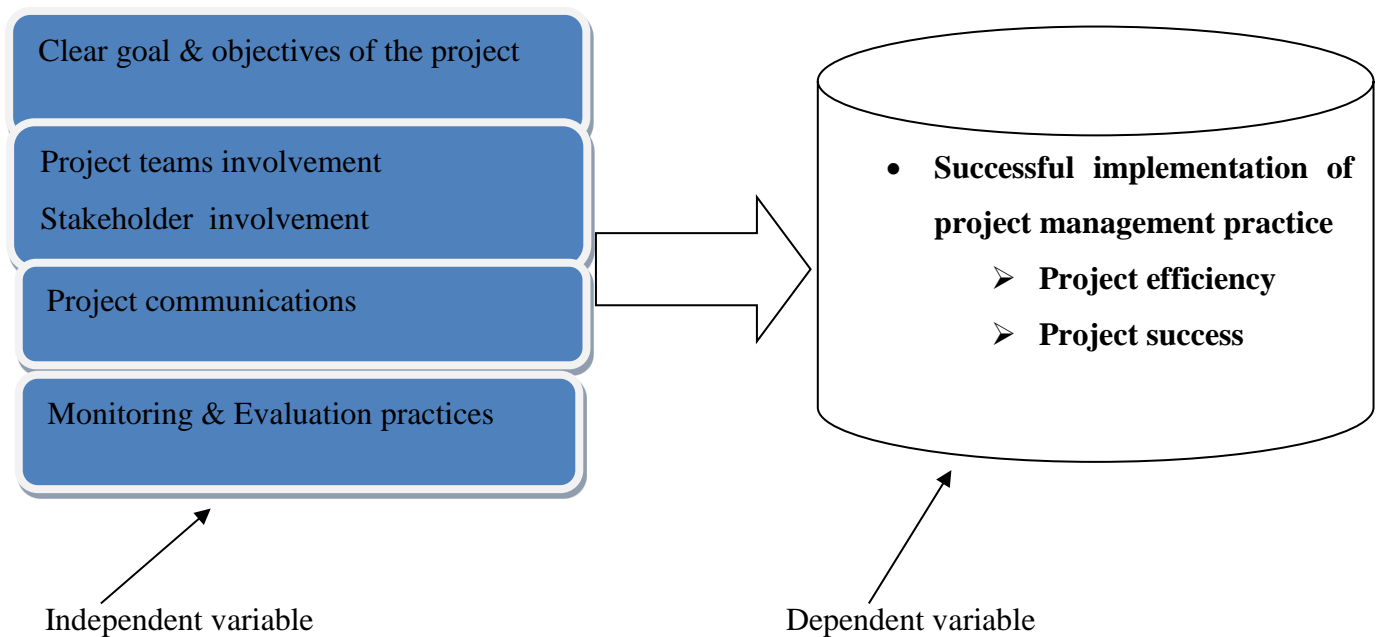 Clear goal & objectives of the project
Project teams involvement
Stakeholder involvement
Project communications
Monitoring & Evaluation practices
Independent variable
• Successful implementation of
project management practice
➢ Project efficiency
➢ Project success
Dependent variable